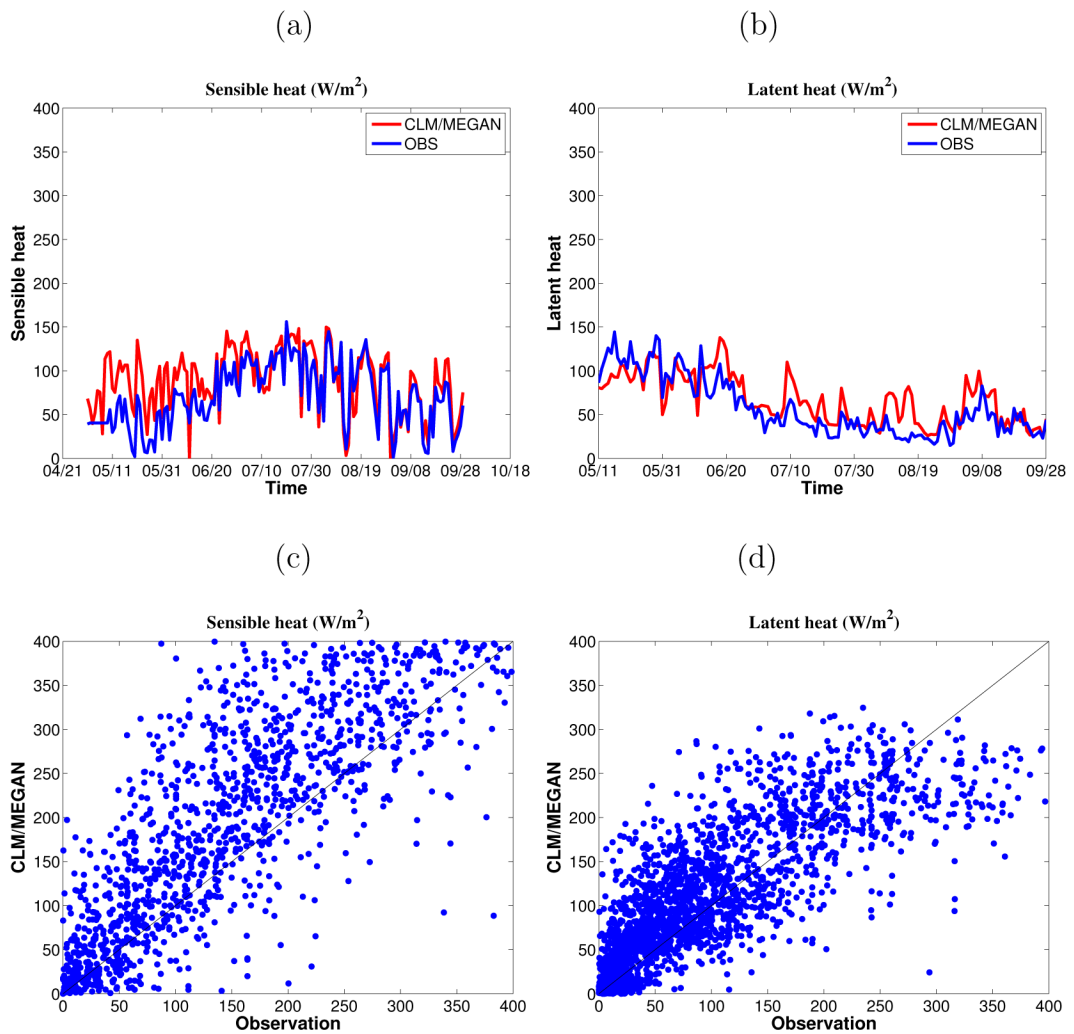 (a)
Sensible heat (W/m²)
400
350
300
250
200
150
100
50
0
Sensible heat
CLM/MEGAN
OBS
04/21 05/11 05/31 06/20 07/10 07/30 08/19 09/08 09/28 10/18
Time
(b)
Latent heat (W/m²)
400
350
300
250
200
150
100
50
0
Latent heat
CLM/MEGAN
OBS
05/11 05/31 06/20 07/10 07/30 08/19 09/08 09/28
Time
(c)
Sensible heat (W/m²)
400
350
300
250
200
150
100
50
0
CLM/MEGAN
0 50 100 150 200 250 300 350 400
Observation
(d)
Latent heat (W/m²)
400
350
300
250
200
150
100
50
0
CLM/MEGAN
0 50 100 150 200 250 300 350 400
Observation